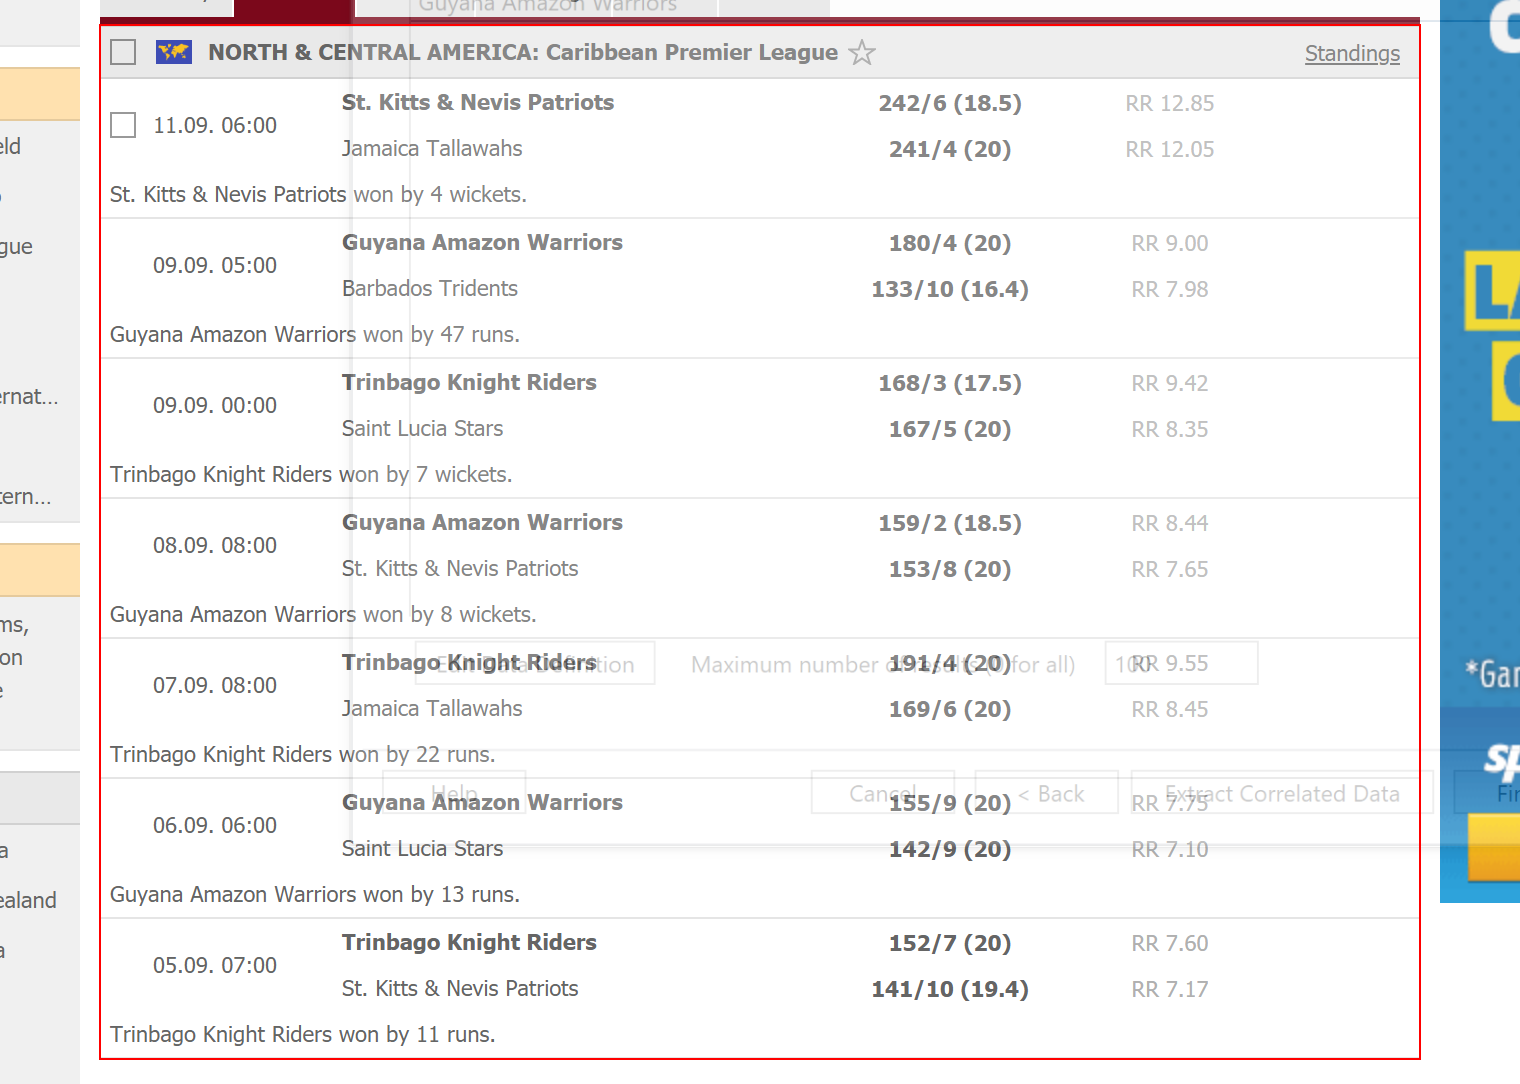 Guyana Amazon Warriors
NORTH & CENTRAL AMERICA: Caribbean Premier League
Standings
St. Kitts & Nevis Patriots 242/6 (18.5) RR 12.85
11.09. 06:00
Jamaica Tallawahs 241/4 (20) RR 12.05
St. Kitts & Nevis Patriots won by 4 wickets.
Guyana Amazon Warriors 180/4 (20) RR 9.00
09.09. 05:00
Barbados Tridents 133/10 (16.4) RR 7.98
Guyana Amazon Warriors won by 47 runs.
Trinbago Knight Riders 168/3 (17.5) RR 9.42
09.09. 00:00
Saint Lucia Stars 167/5 (20) RR 8.35
Trinbago Knight Riders won by 7 wickets.
Guyana Amazon Warriors 159/2 (18.5) RR 8.44
08.09. 08:00
St. Kitts & Nevis Patriots 153/8 (20) RR 7.65
Guyana Amazon Warriors won by 8 wickets.
Trinbago Knight Riders 191/4 (20) RR 9.55
Edit Data Definition Maximum number of results (0 for all) 100
07.09. 08:00
Jamaica Tallawahs 169/6 (20) RR 8.45
Trinbago Knight Riders won by 22 runs.
Help Cancel < Back Extract Correlated Data
Guyana Amazon Warriors 155/9 (20) RR 7.75
06.09. 06:00
Saint Lucia Stars 142/9 (20) RR 7.10
Guyana Amazon Warriors won by 13 runs.
Trinbago Knight Riders 152/7 (20) RR 7.60
05.09. 07:00
St. Kitts & Nevis Patriots 141/10 (19.4) RR 7.17
Trinbago Knight Riders won by 11 runs.
eld
gue
ernat...
tern...
ms,
on
e
a
ealand
a
LA
*Gar
sp
Fi